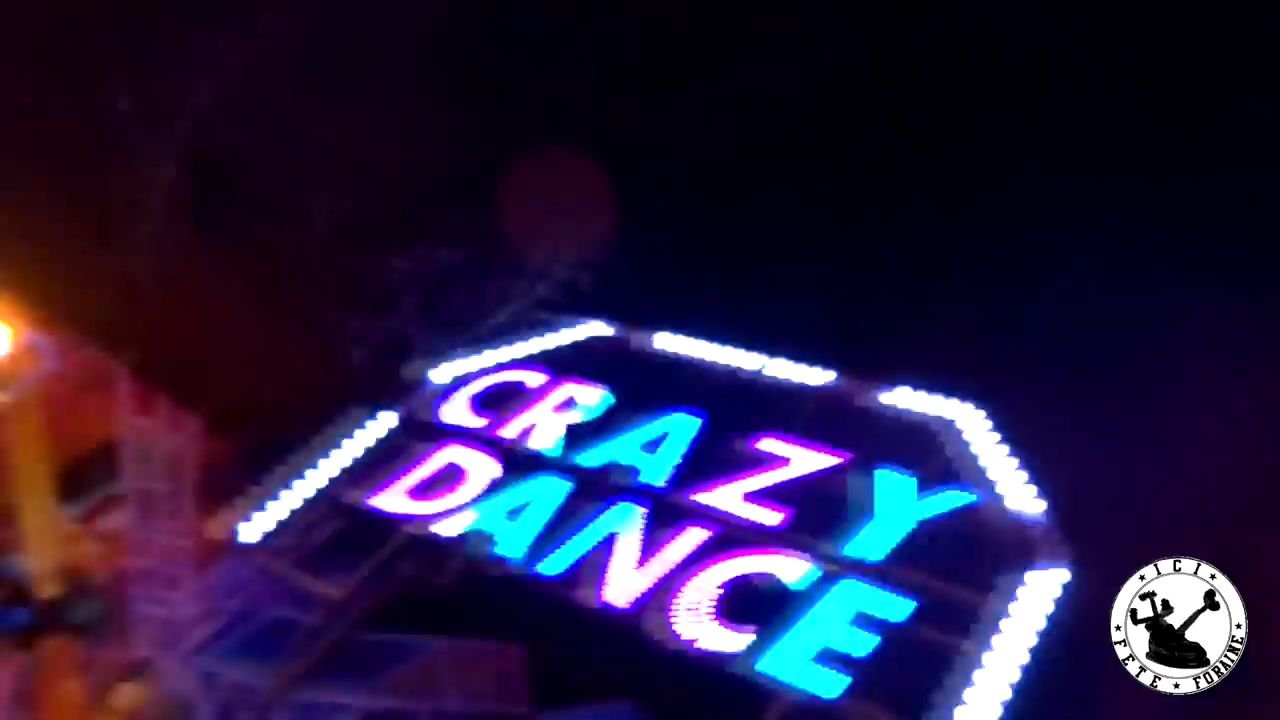 CRAZY
DANCE
★ ICI ★
★ FETE ★ FORAINE ★